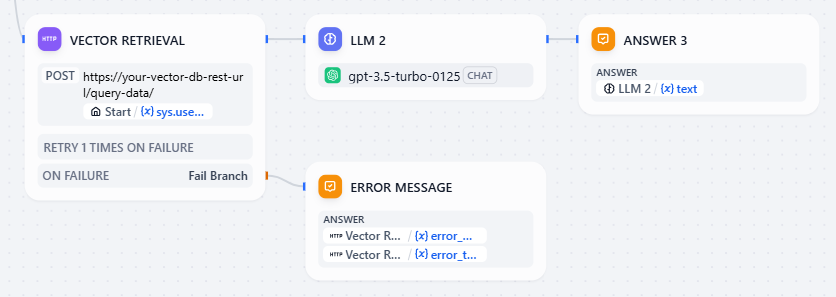 HTTP VECTOR RETRIEVAL
POST https://your-vector-db-rest-ur
l/query-data/
Start / {x} sys.use...
RETRY 1 TIMES ON FAILURE
ON FAILURE Fail Branch
LLM 2
gpt-3.5-turbo-0125 CHAT
ANSWER 3
ANSWER
LLM 2 / {x} text
ERROR MESSAGE
ANSWER
HTTP Vector R... / {x} error_...
HTTP Vector R... / {x} error_t...